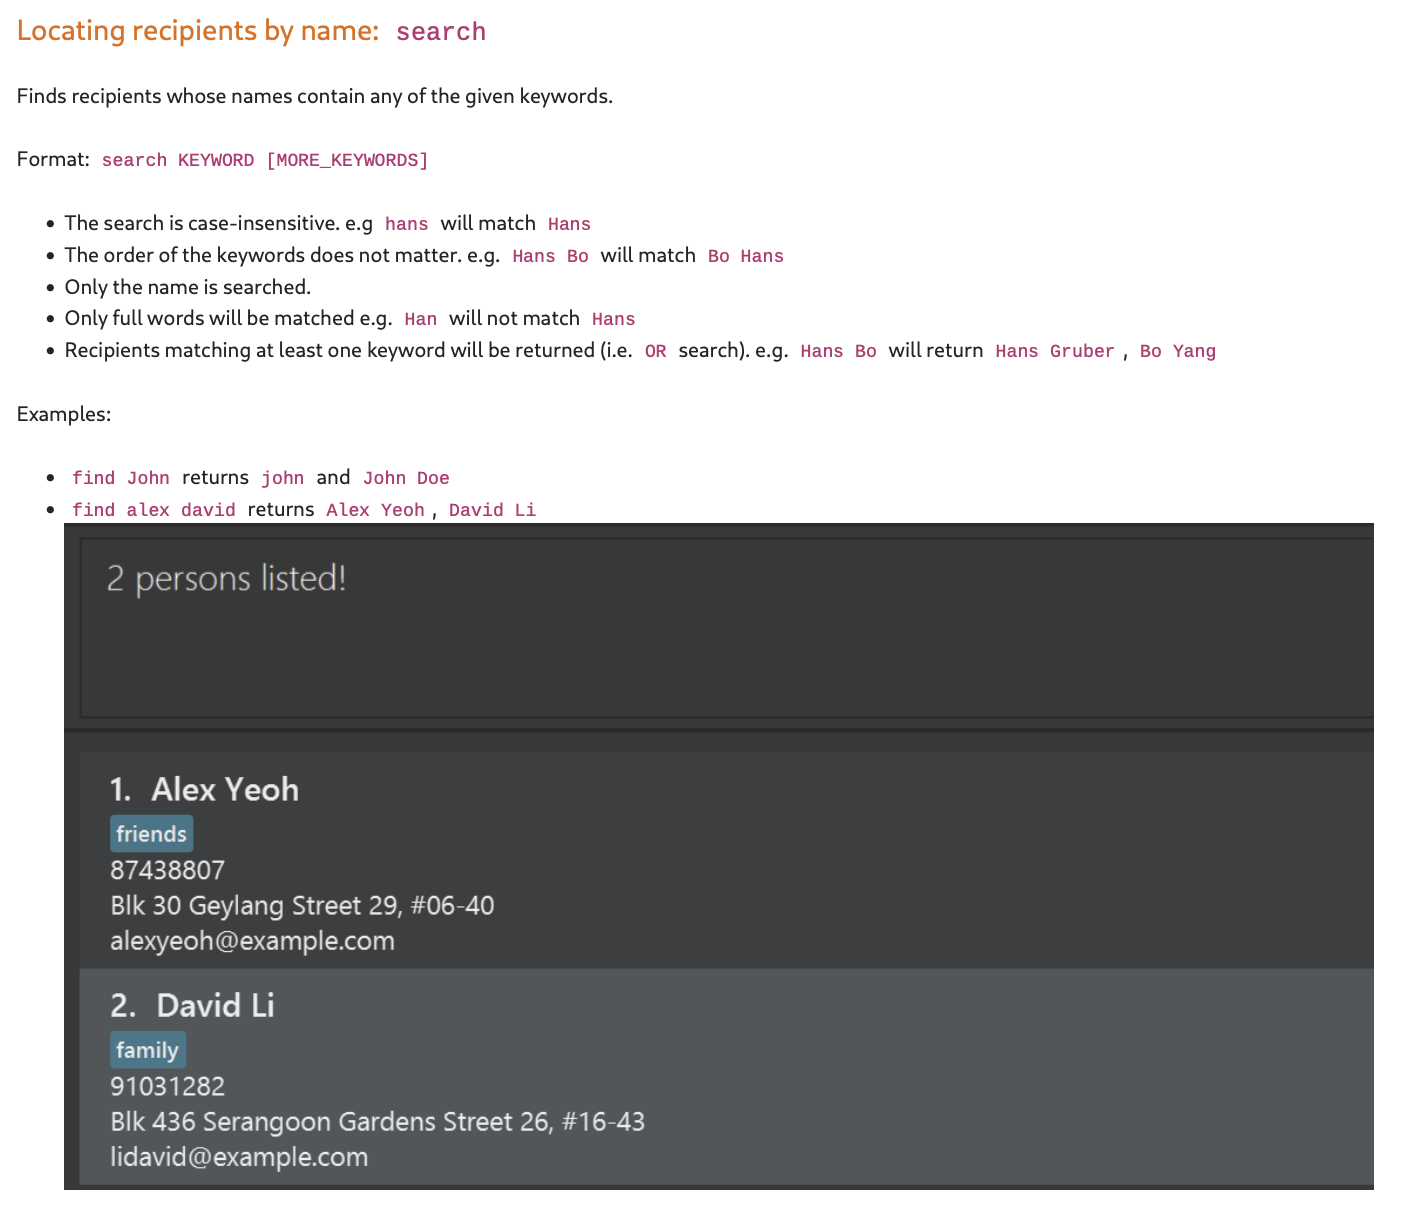 Locating recipients by name: search
Finds recipients whose names contain any of the given keywords.
Format: search KEYWORD [MORE_KEYWORDS]
• The search is case-insensitive. e.g hans will match Hans
• The order of the keywords does not matter. e.g. Hans Bo will match Bo Hans
• Only the name is searched.
• Only full words will be matched e.g. Han will not match Hans
• Recipients matching at least one keyword will be returned (i.e. OR search). e.g. Hans Bo will return Hans Gruber , Bo Yang
Examples:
• find John returns john and John Doe
• find alex david returns Alex Yeoh , David Li
2 persons listed!
1. Alex Yeoh
friends
87438807
Blk 30 Geylang Street 29, #06-40
alexyeoh@example.com
2. David Li
family
91031282
Blk 436 Serangoon Gardens Street 26, #16-43
lidavid@example.com